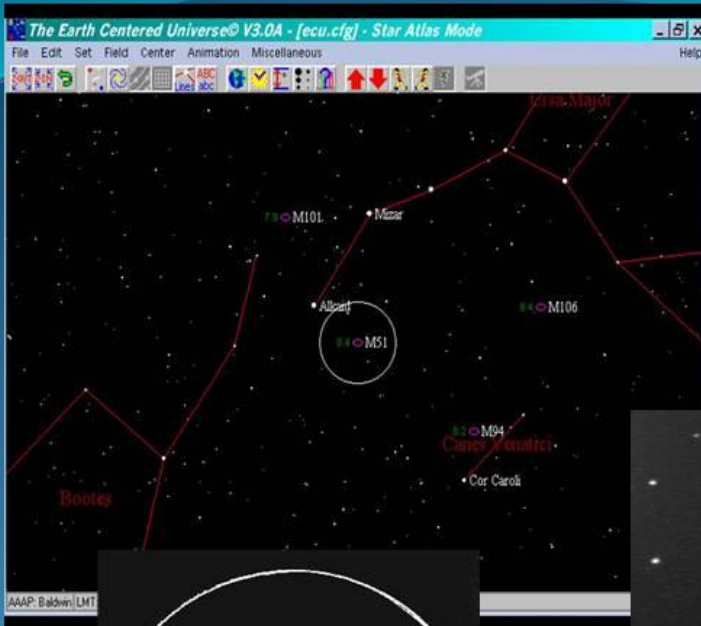 The Earth Centered Universe© V3.0A - [ecu.cfg] - Star Atlas Mode
File Edit Set Field Center Animation Miscellaneous Help
Lines ABC abc
Ursa Major
7.9 M101 Mizar
Alkaid
8.4 M106
8.4 M51
8.2 M94
Canes Venatici
Cor Caroli
Bootes
AAAP: Baldwin LMT: